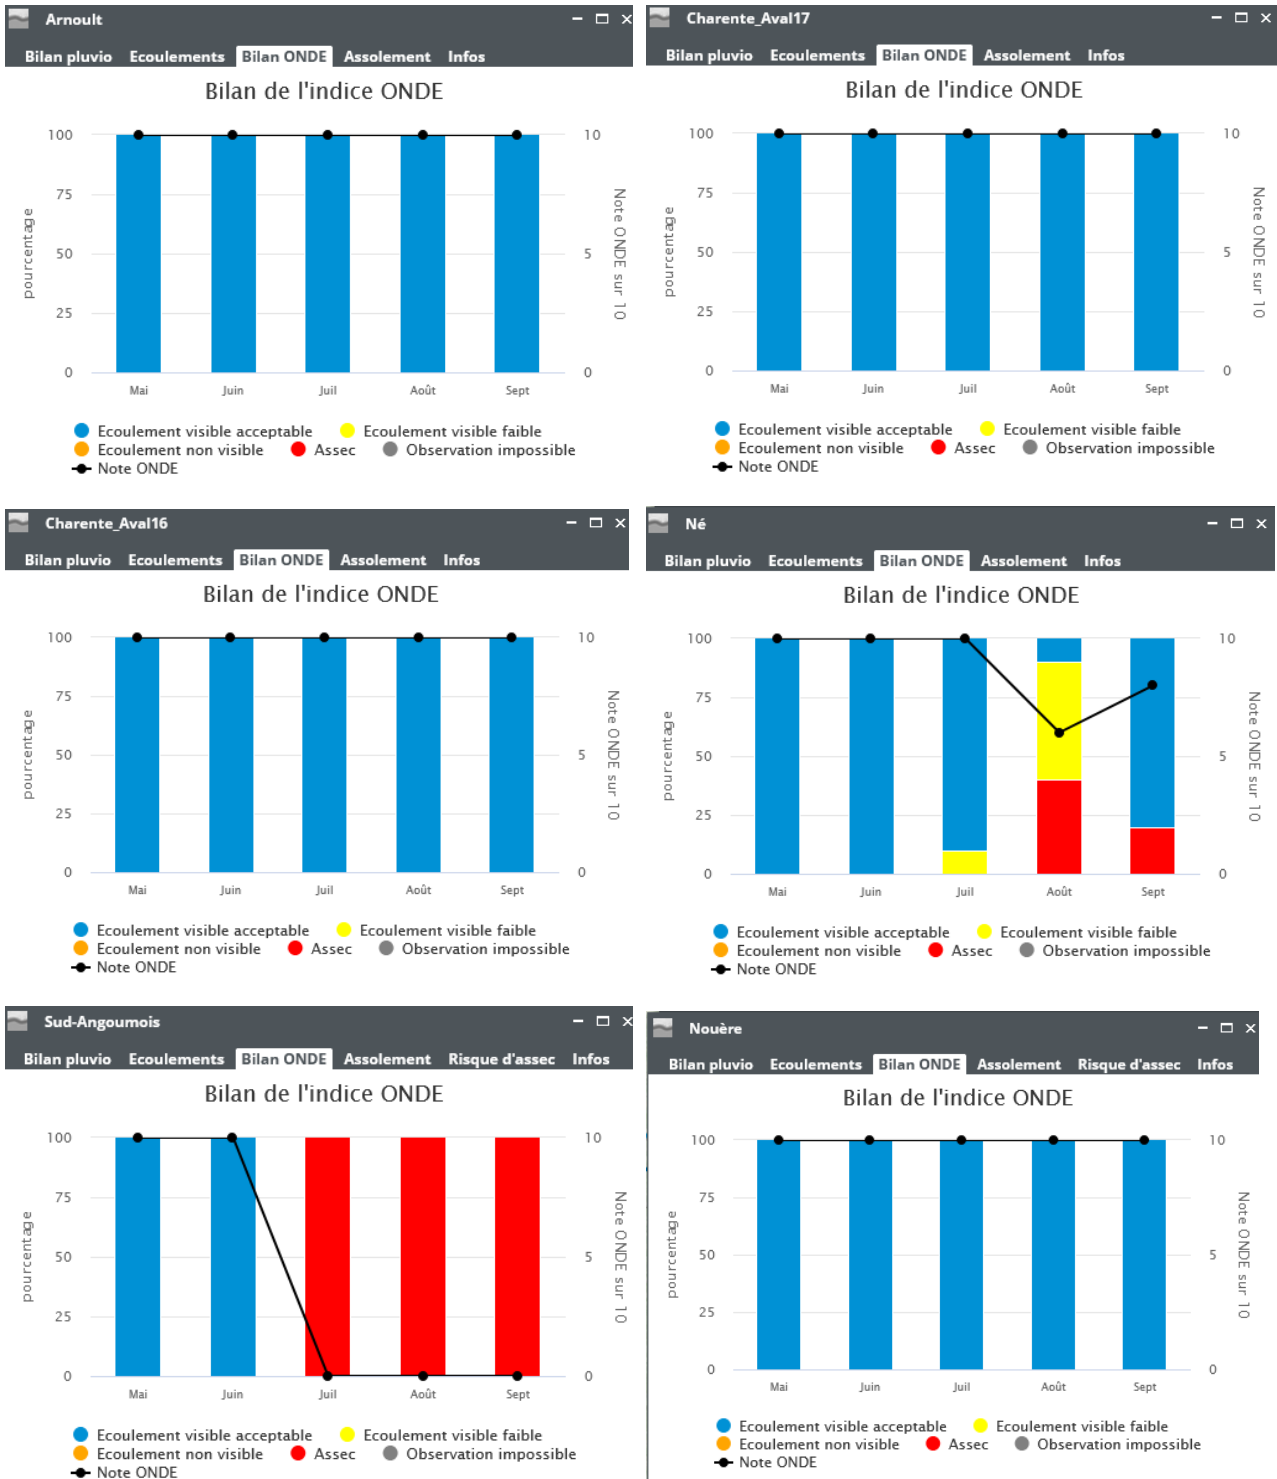 Arnoult
Bilan pluvio Ecoulements Bilan ONDE Assolement Infos
Bilan de l'indice ONDE
100
75
50
25
0
10
5
0
pourcentage
Note ONDE sur 10
Mai Juin Juil Août Sept
Ecoulement visible acceptable Ecoulement visible faible
Ecoulement non visible Assec Observation impossible
Note ONDE
Charente_Aval17
Bilan pluvio Ecoulements Bilan ONDE Assolement Infos
Bilan de l'indice ONDE
100
75
50
25
0
10
5
0
pourcentage
Note ONDE sur 10
Mai Juin Juil Août Sept
Ecoulement visible acceptable Ecoulement visible faible
Ecoulement non visible Assec Observation impossible
Note ONDE
Charente_Aval16
Bilan pluvio Ecoulements Bilan ONDE Assolement Infos
Bilan de l'indice ONDE
100
75
50
25
0
10
5
0
pourcentage
Note ONDE sur 10
Mai Juin Juil Août Sept
Ecoulement visible acceptable Ecoulement visible faible
Ecoulement non visible Assec Observation impossible
Note ONDE
Né
Bilan pluvio Ecoulements Bilan ONDE Assolement Infos
Bilan de l'indice ONDE
100
75
50
25
0
10
5
0
pourcentage
Note ONDE sur 10
Mai Juin Juil Août Sept
Ecoulement visible acceptable Ecoulement visible faible
Ecoulement non visible Assec Observation impossible
Note ONDE
Sud-Angoumois
Bilan pluvio Ecoulements Bilan ONDE Assolement Risque d'assec Infos
Bilan de l'indice ONDE
100
75
50
25
0
10
5
0
pourcentage
Note ONDE sur 10
Mai Juin Juil Août Sept
Ecoulement visible acceptable Ecoulement visible faible
Ecoulement non visible Assec Observation impossible
Note ONDE
Nouère
Bilan pluvio Ecoulements Bilan ONDE Assolement Risque d'assec Infos
Bilan de l'indice ONDE
100
75
50
25
0
10
5
0
pourcentage
Note ONDE sur 10
Mai Juin Juil Août Sept
Ecoulement visible acceptable Ecoulement visible faible
Ecoulement non visible Assec Observation impossible
Note ONDE